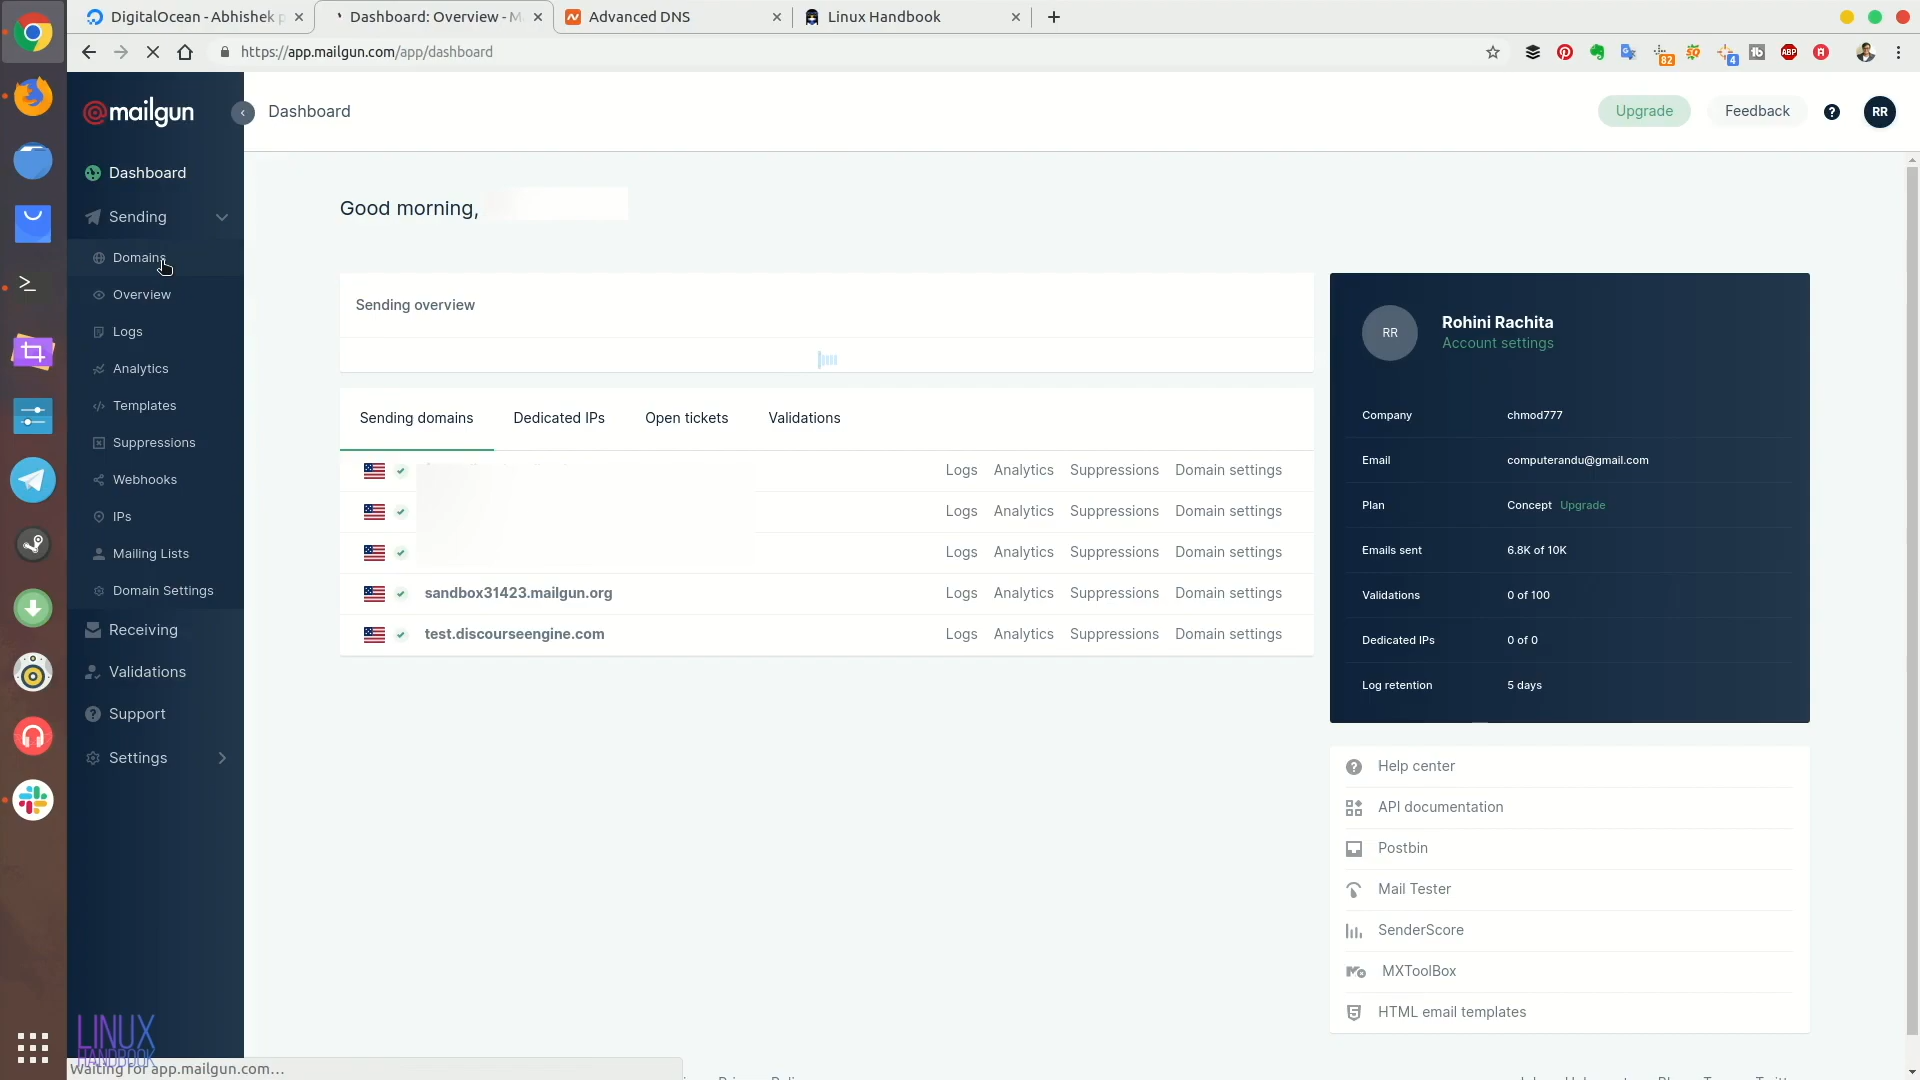 DigitalOcean - Abhishek p
Dashboard: Overview - M
Advanced DNS
Linux Handbook
https://app.mailgun.com/app/dashboard
82
4
ABP
mailgun
Dashboard
Upgrade
Feedback
RR
Dashboard
Sending
Domains
Overview
Logs
Analytics
Templates
Suppressions
Webhooks
IPs
Mailing Lists
Domain Settings
Receiving
Validations
Support
Settings
Good morning,
Sending overview
Sending domains Dedicated IPs Open tickets Validations
Logs Analytics Suppressions Domain settings
Logs Analytics Suppressions Domain settings
Logs Analytics Suppressions Domain settings
sandbox31423.mailgun.org Logs Analytics Suppressions Domain settings
test.discourseengine.com Logs Analytics Suppressions Domain settings
RR
Rohini Rachita
Account settings
Company chmod777
Email computerandu@gmail.com
Plan Concept Upgrade
Emails sent 6.8K of 10K
Validations 0 of 100
Dedicated IPs 0 of 0
Log retention 5 days
Help center
API documentation
Postbin
Mail Tester
SenderScore
MXToolBox
HTML email templates
LINUX
HANDBOOK
Waiting for app.mailgun.com...